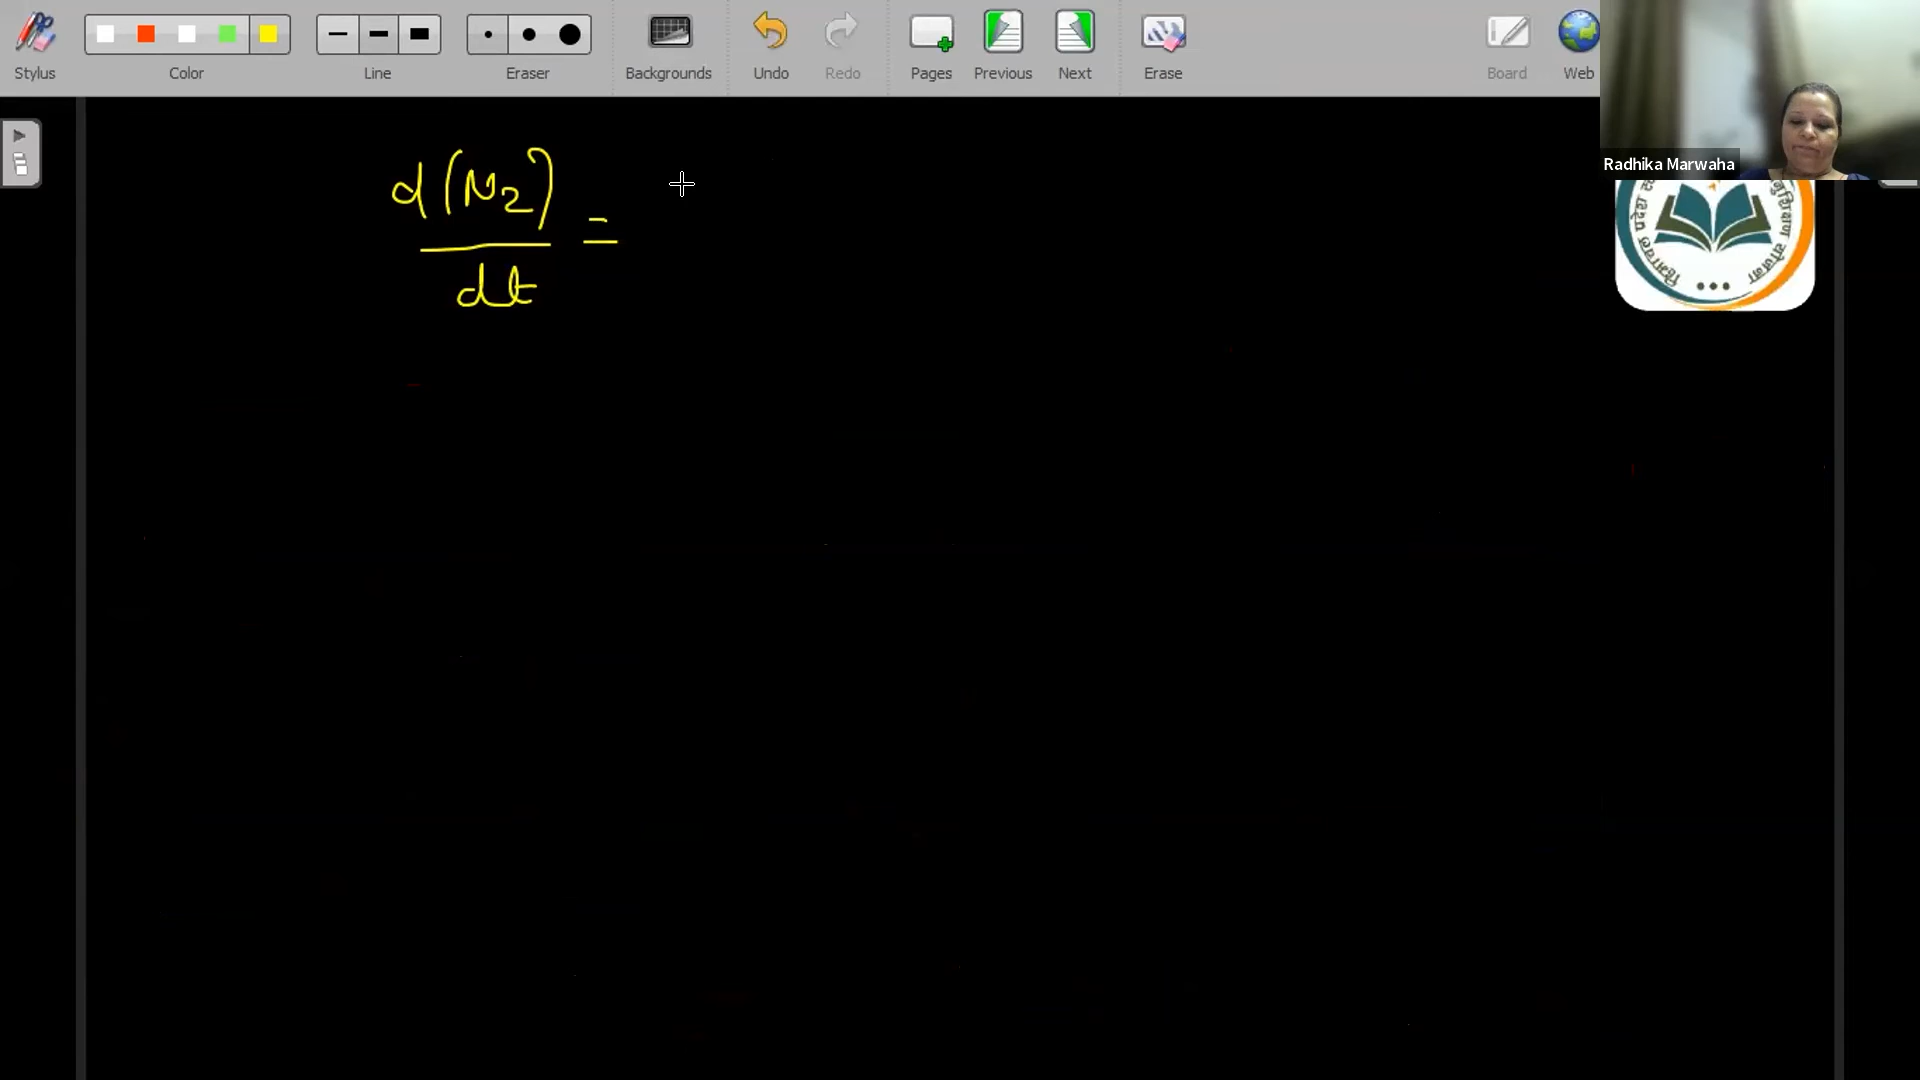 Stylus Color Line Eraser Backgrounds Undo Redo Pages Previous Next Erase Board Web
Radhika Marwaha
d(N2)
dt =